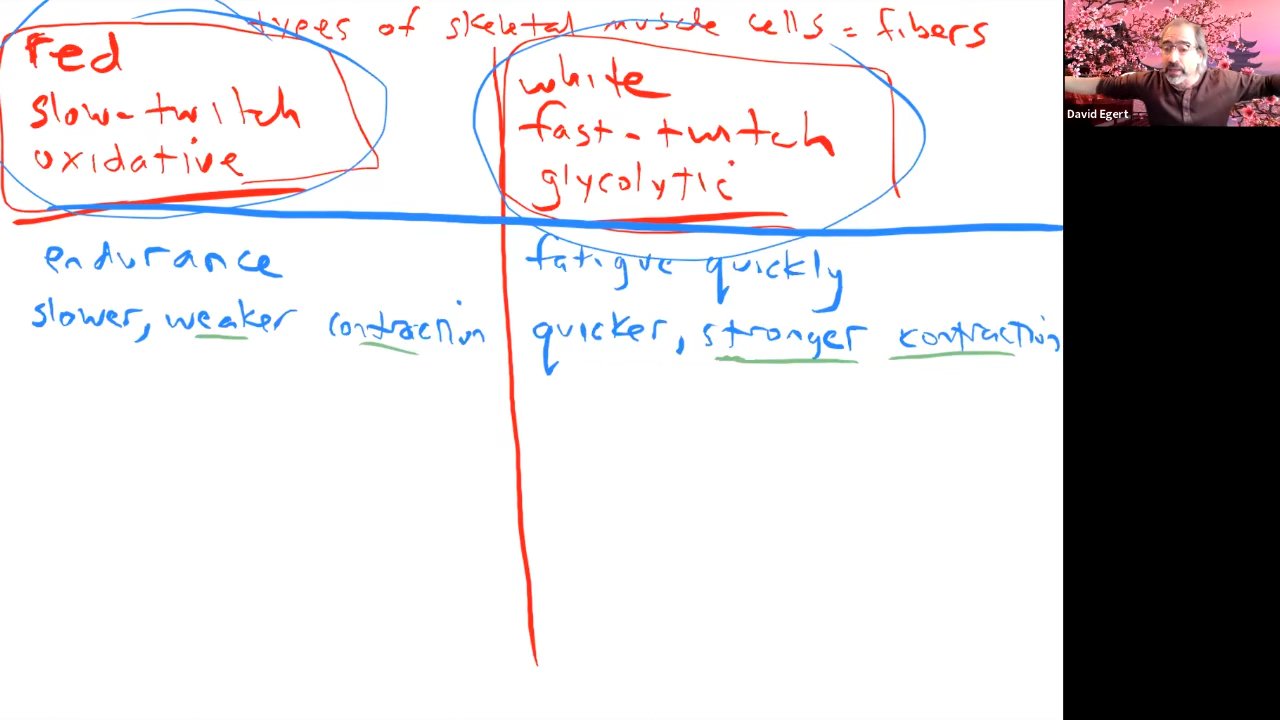 types of skeletal muscle cells = fibers
red
slow-twitch
oxidative
white
fast-twitch
glycolytic
endurance
slower, weaker contraction
fatigue quickly
quicker, stronger contraction
David Egert